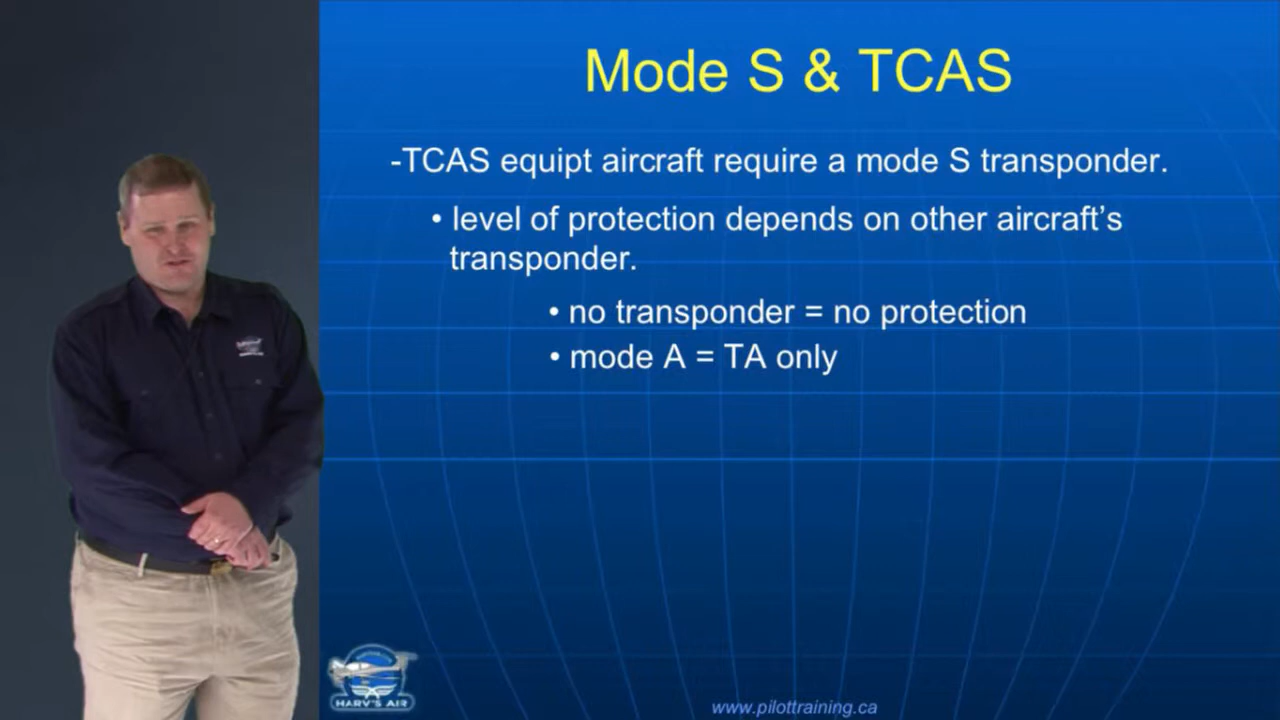 Mode S & TCAS
-TCAS equipt aircraft require a mode S transponder.
• level of protection depends on other aircraft's
transponder.
• no transponder = no protection
• mode A = TA only
HARV'S AIR
www.pilottraining.ca